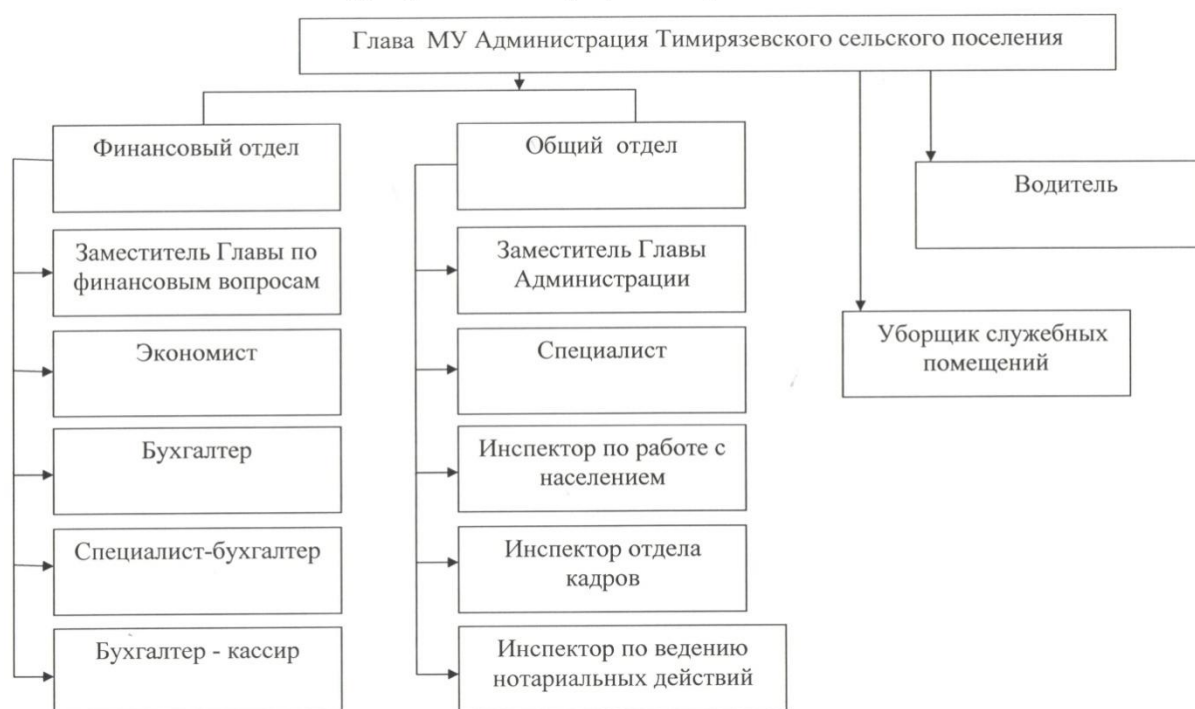 Глава МУ Администрация Тимирязевского сельского поселения
Финансовый отдел
Заместитель Главы по
финансовым вопросам
Экономист
Бухгалтер
Специалист-бухгалтер
Бухгалтер - кассир
Общий отдел
Заместитель Главы
Администрации
Специалист
Инспектор по работе с
населением
Инспектор отдела
кадров
Инспектор по ведению
нотариальных действий
Водитель
Уборщик служебных
помещений